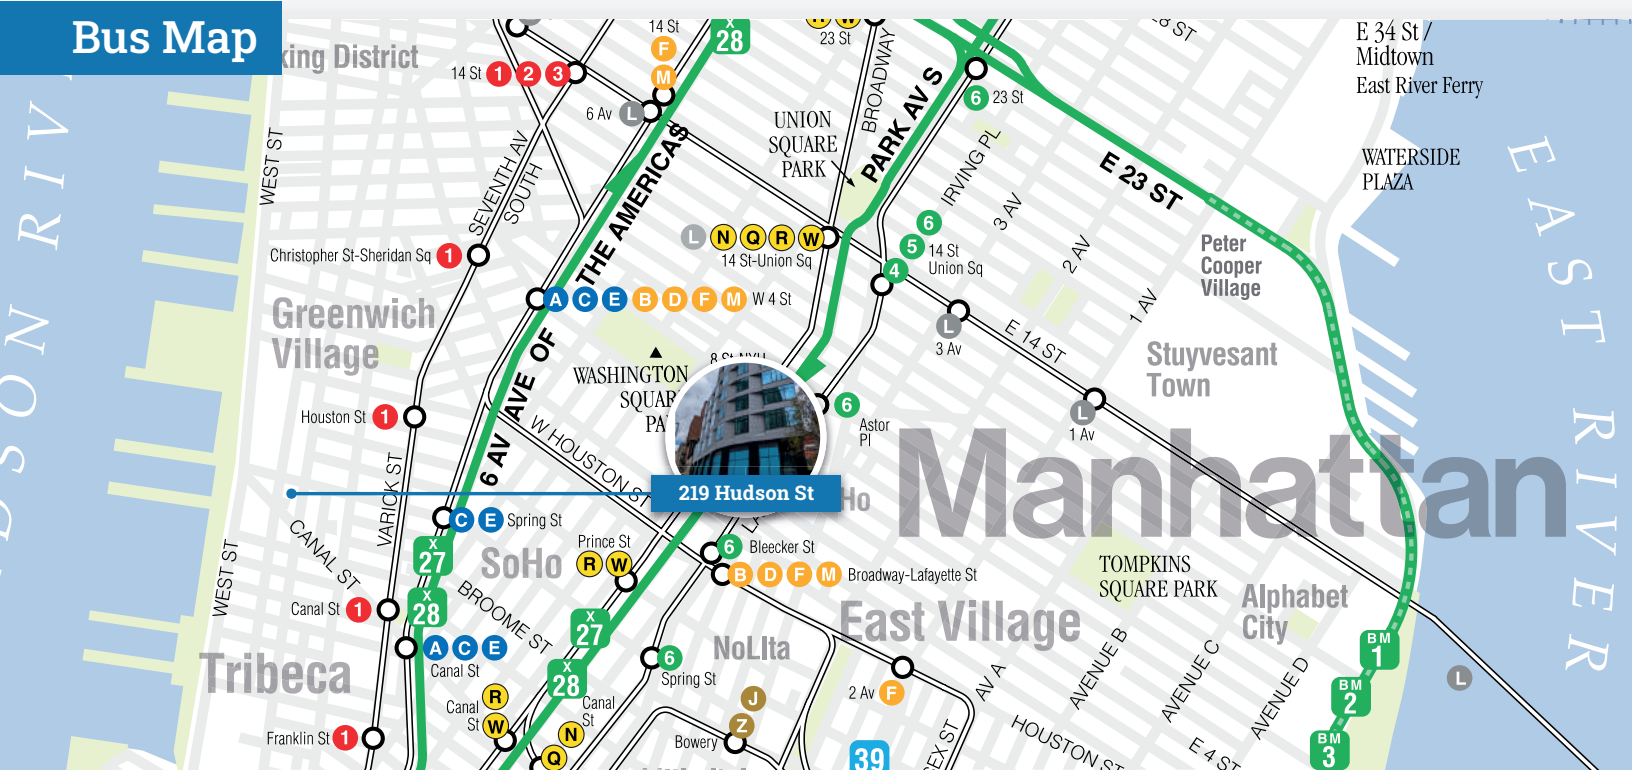 Bus Map
king District
14 St 1 2 3
14 St
F
M
6 Av L
X
28
R W
23 St
BROADWAY
PARK AV S
6 23 St
28 ST
E 34 St /
Midtown
East River Ferry
WATERSIDE
PLAZA
EAST RIVER
UNION
SQUARE
PARK
IRVING PL
3 AV
2 AV
1 AV
E 23 ST
WEST ST
SEVENTH AV
SOUTH
6 AV AVE OF THE AMERICAS
Christopher St-Sheridan Sq 1
L N Q R W
14 St-Union Sq
6
5
4
14 St
Union Sq
Peter
Cooper
Village
Greenwich
Village
A C E B D F M W 4 St
L
3 Av
E 14 ST
Stuyvesant
Town
8 St-NYU
WASHINGTON
SQUAR
PA
Houston St 1
6
Astor
Pl
L
1 Av
Manhattan
W HOUSTON ST
VARICK ST
219 Hudson St
Ho
C E Spring St
CANAL ST
WEST ST
X
27
SoHo
Prince St
R W
6 Bleecker St
B D F M Broadway-Lafayette St
TOMPKINS
SQUARE PARK
Alphabet
City
Canal St 1
X
28
BROOME ST
X
27
East Village
NoLIta
A C E
Canal St
X
28
6
Spring St
Tribeca
AVENUE B
AVENUE C
AVENUE D
AV A
BM
1
BM
2
BM
3
L
2 Av F
J
Z
Bowery
R
W
Canal
St
Canal
St
N
Q
Franklin St 1
39
SEX ST
HOUSTON ST
E 4 ST